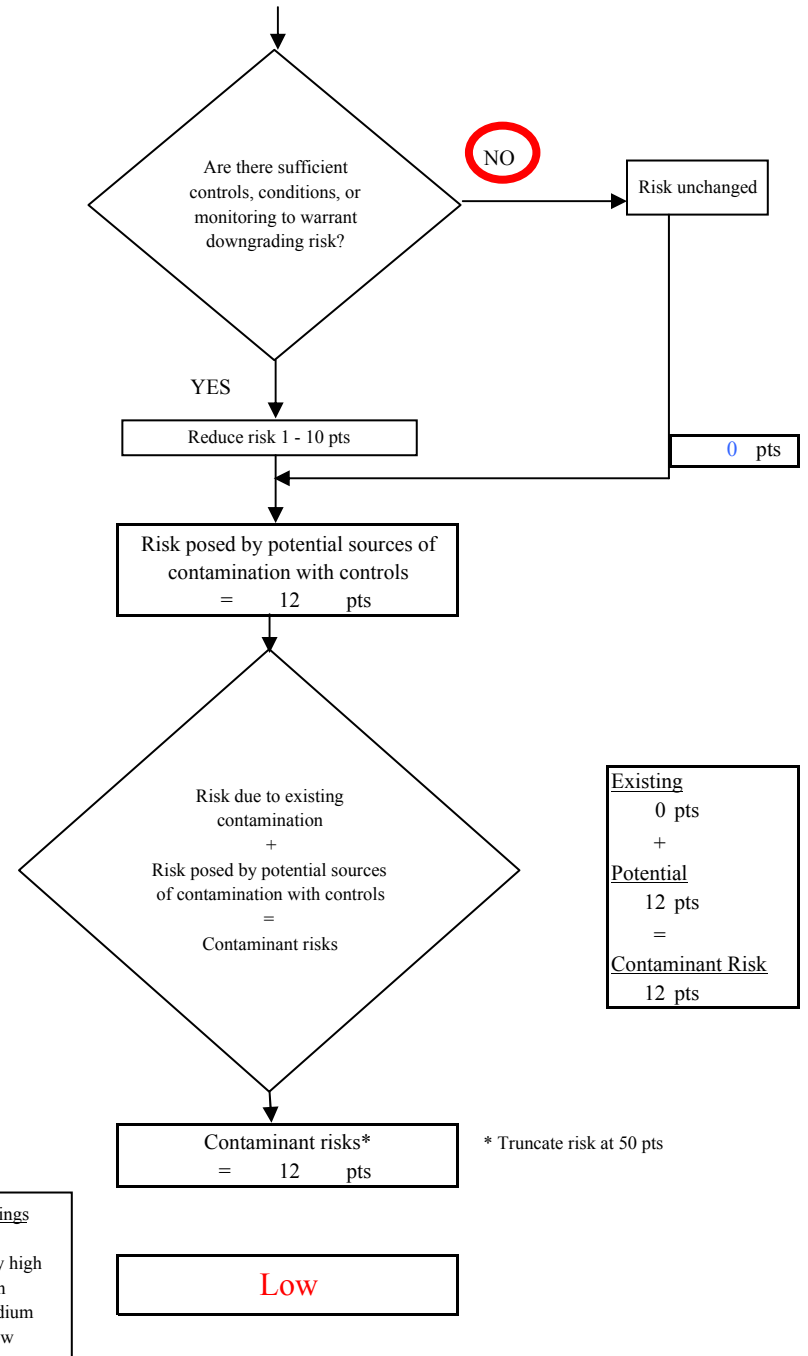 Are there sufficient
controls, conditions, or
monitoring to warrant
downgrading risk?
NO
Risk unchanged
YES
Reduce risk 1 - 10 pts
0 pts
Risk posed by potential sources of
contamination with controls
= 12 pts
Risk due to existing
contamination
+
Risk posed by potential sources
of contamination with controls
=
Contaminant risks
Existing
0 pts
+
Potential
12 pts
=
Contaminant Risk
12 pts
Contaminant risks*
= 12 pts
* Truncate risk at 50 pts
high
Low